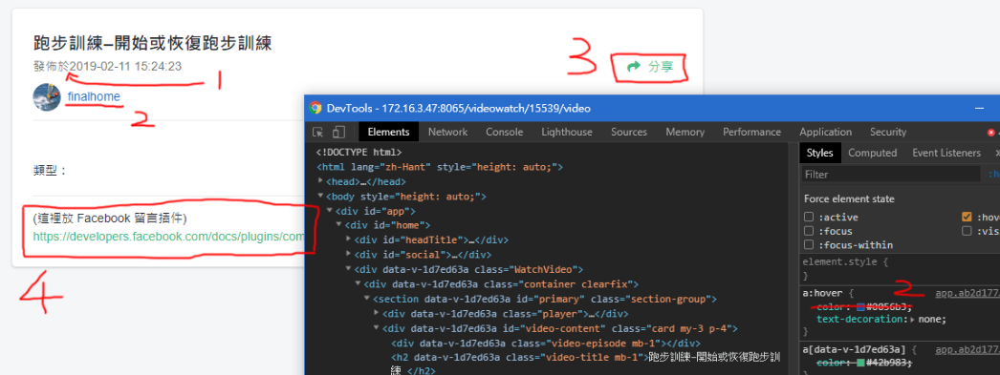 跑步訓練–開始或恢復跑步訓練
發佈於2019-02-11 15:24:23
1
finalhome
2
3
分享
類型：
(這裡放 Facebook 留言插件)
https://developers.facebook.com/docs/plugins/com
4
DevTools - 172.16.3.47:8065/videowatch/15539/video
Elements Network Console Lighthouse Sources Memory Performance Application Security
<!DOCTYPE html>
<html lang="zh-Hant" style="height: auto;">
<head>…</head>
<body style="height: auto;">
<div id="app">
<div id="home">
<div id="headTitle">…</div>
<div id="social">…</div>
<div data-v-1d7ed63a class="WatchVideo">
<div data-v-1d7ed63a class="container clearfix">
<section data-v-1d7ed63a id="primary" class="section-group">
<div data-v-1d7ed63a class="player">…</div>
<div data-v-1d7ed63a id="video-content" class="card my-3 p-4">
<div data-v-1d7ed63a class="video-episode mb-1"></div>
<h2 data-v-1d7ed63a class="video-title mb-1">跑步訓練–開始或恢復跑步訓
練 </h2>
Styles Computed Event Listeners »
Filter :h
Force element state
:active :hov
:focus :vis
:focus-within
element.style {
}
a:hover { app.ab2d177
2
color: #0056b3;
text-decoration: none;
}
a[data-v-1d7ed63a] { app.ab2d177
color: #42b983;